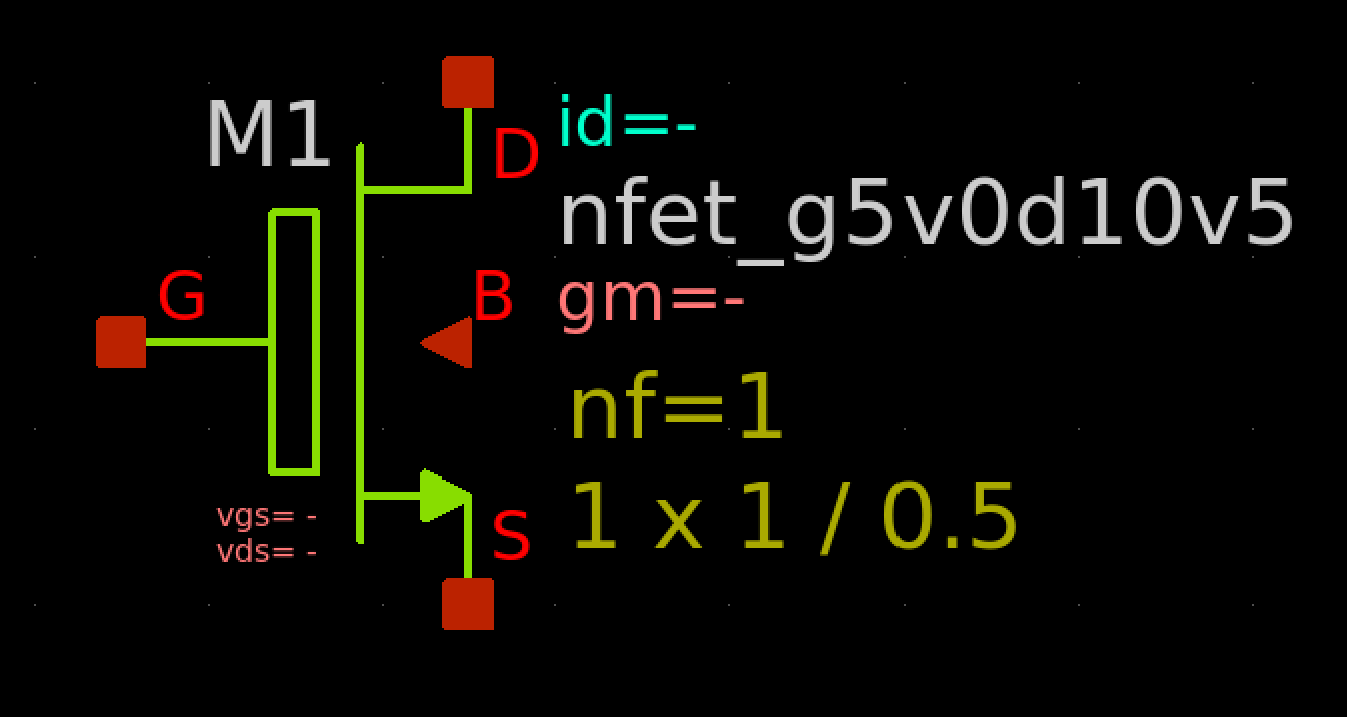 M1
D
id=-
nfet_g5v0d10v5
G
B
gm=-
nf=1
1 x 1 / 0.5
vgs= -
vds= -
S